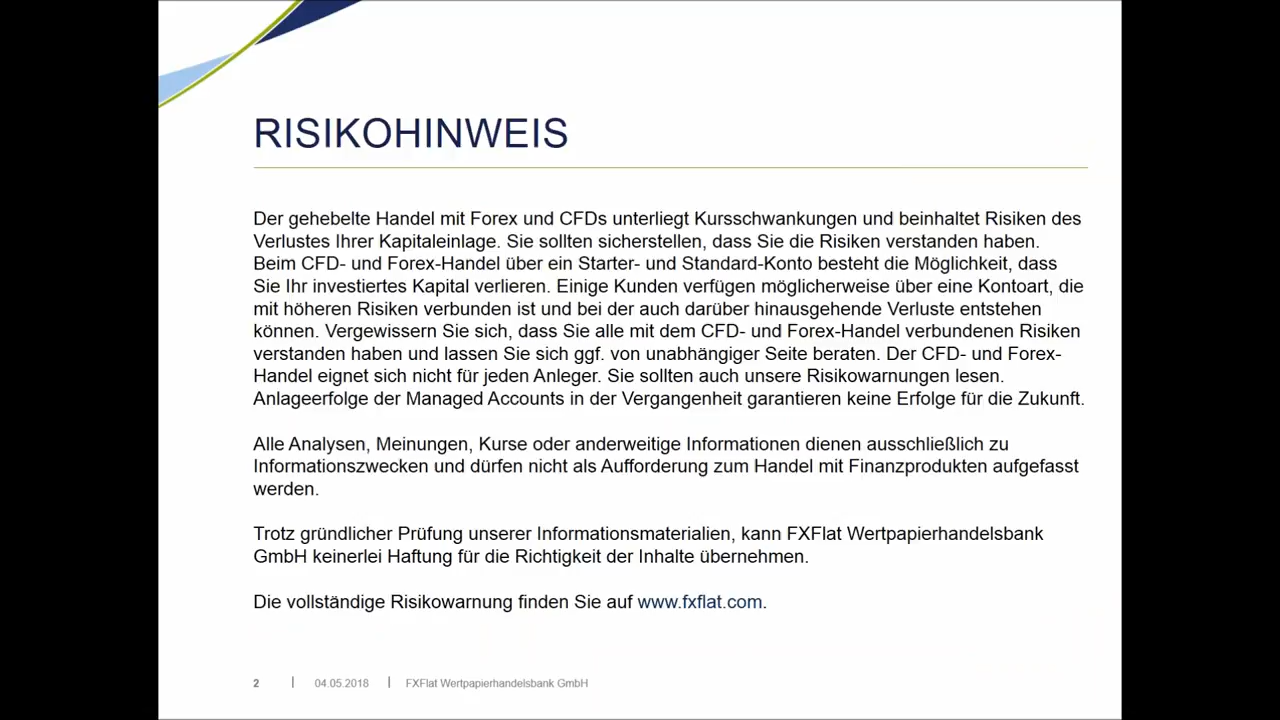 RISIKOHINWEIS
Der gehebelte Handel mit Forex und CFDs unterliegt Kursschwankungen und beinhaltet Risiken des
Verlustes Ihrer Kapitaleinlage. Sie sollten sicherstellen, dass Sie die Risiken verstanden haben.
Beim CFD- und Forex-Handel über ein Starter- und Standard-Konto besteht die Möglichkeit, dass
Sie Ihr investiertes Kapital verlieren. Einige Kunden verfügen möglicherweise über eine Kontoart, die
mit höheren Risiken verbunden ist und bei der auch darüber hinausgehende Verluste entstehen
können. Vergewissern Sie sich, dass Sie alle mit dem CFD- und Forex-Handel verbundenen Risiken
verstanden haben und lassen Sie sich ggf. von unabhängiger Seite beraten. Der CFD- und Forex-
Handel eignet sich nicht für jeden Anleger. Sie sollten auch unsere Risikowarnungen lesen.
Anlageerfolge der Managed Accounts in der Vergangenheit garantieren keine Erfolge für die Zukunft.
Alle Analysen, Meinungen, Kurse oder anderweitige Informationen dienen ausschließlich zu
Informationszwecken und dürfen nicht als Aufforderung zum Handel mit Finanzprodukten aufgefasst
werden.
Trotz gründlicher Prüfung unserer Informationsmaterialien, kann FXFlat Wertpapierhandelsbank
GmbH keinerlei Haftung für die Richtigkeit der Inhalte übernehmen.
Die vollständige Risikowarnung finden Sie auf www.fxflat.com.
2 | 04.05.2018 | FXFlat Wertpapierhandelsbank GmbH